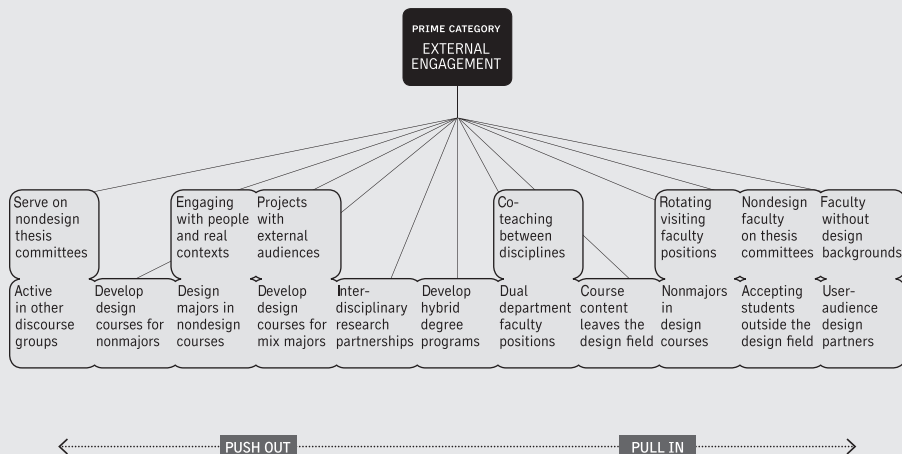 PRIME CATEGORY
EXTERNAL
ENGAGEMENT
Serve on
nondesign
thesis
committees
Engaging
with people
and real
contexts
Projects
with
external
audiences
Co-
teaching
between
disciplines
Rotating
visiting
faculty
positions
Nondesign
faculty
on thesis
committees
Faculty
without
design
backgrounds
Active
in other
discourse
groups
Develop
design
courses for
nonmajors
Design
majors in
nondesign
courses
Develop
design
courses for
mix majors
Inter-
disciplinary
research
partnerships
Develop
hybrid
degree
programs
Dual
department
faculty
positions
Course
content
leaves the
design field
Nonmajors
in
design
courses
Accepting
students
outside the
design field
User-
audience
design
partners
PUSH OUT
PULL IN